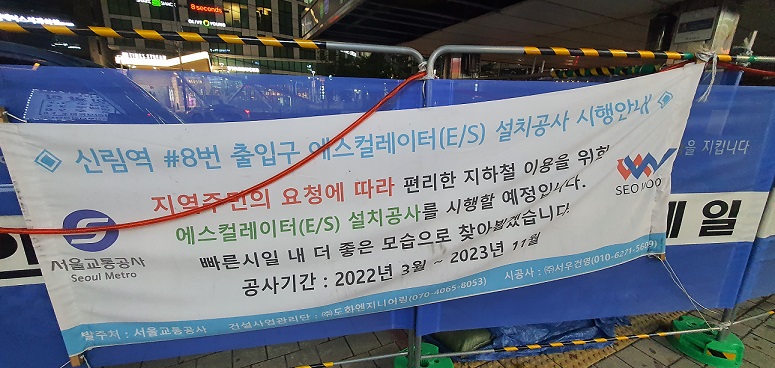 8 seconds
OLIVE YOUNG
신림역 #8번 출입구 에스컬레이터(E/S) 설치공사 시행안내
지역주민의 요청에 따라 편리한 지하철 이용을 위해
에스컬레이터(E/S) 설치공사를 시행할 예정입니다.
빠른시일 내 더 좋은 모습으로 찾아뵙겠습니다.
공사기간 : 2022년 3월 ~ 2023년 11월
서울교통공사
Seoul Metro
SEOWOO
발주처 : 서울교통공사 건설사업관리단 : ㈜도화엔지니어링(070-4065-8053) 시공사 : ㈜서우건영(010-6271-5609)
을 지킵니다
제일